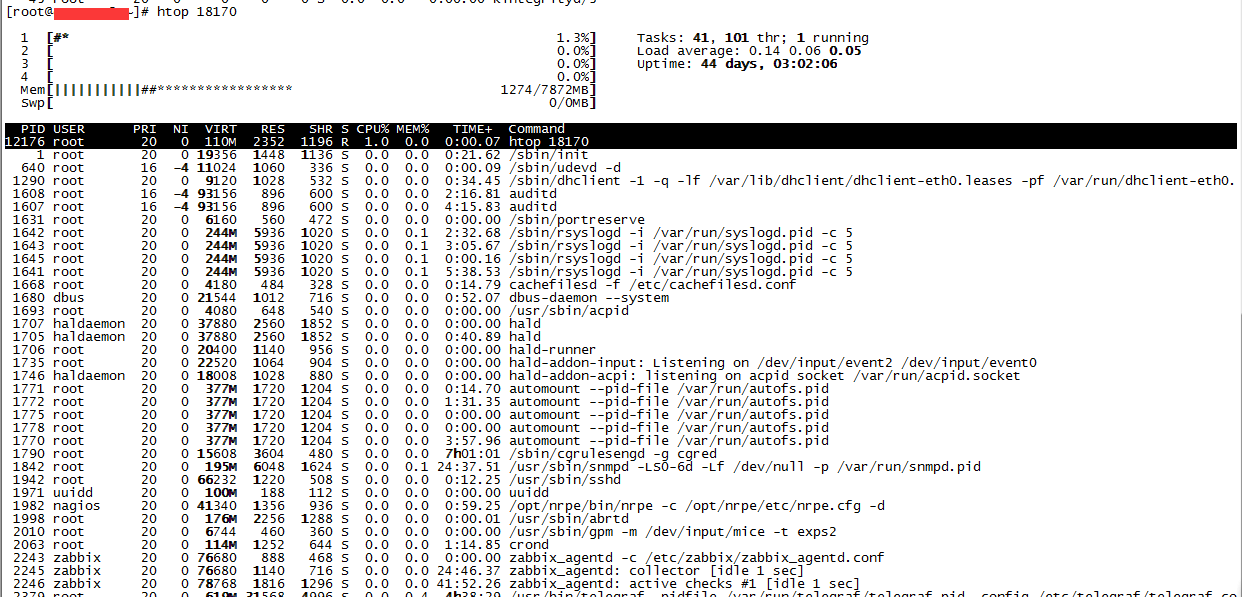 [root@ ~]# htop 18170
1 [#* 1.3%] Tasks: 41, 101 thr; 1 running
2 [ 0.0%] Load average: 0.14 0.06 0.05
3 [ 0.0%] Uptime: 44 days, 03:02:06
4 [ 0.0%]
Mem[|||||||||||##***************** 1274/7872MB]
Swp[ 0/0MB]
PID USER PRI NI VIRT RES SHR S CPU% MEM% TIME+ Command
12176 root 20 0 110M 2352 1196 R 1.0 0.0 0:00.07 htop 18170
1 root 20 0 19356 1448 1136 S 0.0 0.0 0:21.62 /sbin/init
640 root 16 -4 11024 1060 336 S 0.0 0.0 0:00.09 /sbin/udevd -d
1290 root 20 0 9120 1028 532 S 0.0 0.0 0:34.45 /sbin/dhclient -1 -q -lf /var/lib/dhclient/dhclient-eth0.leases -pf /var/run/dhclient-eth0.
1608 root 16 -4 93156 896 600 S 0.0 0.0 2:16.81 auditd
1607 root 16 -4 93156 896 600 S 0.0 0.0 4:15.83 auditd
1631 root 20 0 6160 560 472 S 0.0 0.0 0:00.00 /sbin/portreserve
1642 root 20 0 244M 5936 1020 S 0.0 0.1 2:32.68 /sbin/rsyslogd -i /var/run/syslogd.pid -c 5
1643 root 20 0 244M 5936 1020 S 0.0 0.1 3:05.67 /sbin/rsyslogd -i /var/run/syslogd.pid -c 5
1645 root 20 0 244M 5936 1020 S 0.0 0.1 0:00.16 /sbin/rsyslogd -i /var/run/syslogd.pid -c 5
1641 root 20 0 244M 5936 1020 S 0.0 0.1 5:38.53 /sbin/rsyslogd -i /var/run/syslogd.pid -c 5
1668 root 20 0 4180 484 328 S 0.0 0.0 0:14.79 cachefilesd -f /etc/cachefilesd.conf
1680 dbus 20 0 21544 1012 716 S 0.0 0.0 0:52.07 dbus-daemon --system
1693 root 20 0 4080 648 540 S 0.0 0.0 0:00.00 /usr/sbin/acpid
1707 haldaemon 20 0 37880 2560 1852 S 0.0 0.0 0:00.00 hald
1705 haldaemon 20 0 37880 2560 1852 S 0.0 0.0 0:40.89 hald
1706 root 20 0 20400 1140 956 S 0.0 0.0 0:00.00 hald-runner
1735 root 20 0 22520 1064 904 S 0.0 0.0 0:00.00 hald-addon-input: Listening on /dev/input/event2 /dev/input/event0
1746 haldaemon 20 0 18008 1028 880 S 0.0 0.0 0:00.00 hald-addon-acpi: listening on acpid socket /var/run/acpid.socket
1771 root 20 0 377M 1720 1204 S 0.0 0.0 0:14.70 automount --pid-file /var/run/autofs.pid
1772 root 20 0 377M 1720 1204 S 0.0 0.0 1:31.35 automount --pid-file /var/run/autofs.pid
1775 root 20 0 377M 1720 1204 S 0.0 0.0 0:00.00 automount --pid-file /var/run/autofs.pid
1778 root 20 0 377M 1720 1204 S 0.0 0.0 0:00.00 automount --pid-file /var/run/autofs.pid
1770 root 20 0 377M 1720 1204 S 0.0 0.0 3:57.96 automount --pid-file /var/run/autofs.pid
1790 root 20 0 15608 3604 480 S 0.0 0.0 7h01:01 /sbin/cgrulesengd -g cgred
1842 root 20 0 195M 6048 1624 S 0.0 0.1 24:37.51 /usr/sbin/snmpd -LS0-6d -Lf /dev/null -p /var/run/snmpd.pid
1942 root 20 0 66232 1220 508 S 0.0 0.0 0:12.25 /usr/sbin/sshd
1971 uuidd 20 0 100M 188 112 S 0.0 0.0 0:00.00 uuidd
1982 nagios 20 0 41340 1356 936 S 0.0 0.0 0:59.25 /opt/nrpe/bin/nrpe -c /opt/nrpe/etc/nrpe.cfg -d
1998 root 20 0 176M 2256 1288 S 0.0 0.0 0:00.01 /usr/sbin/abrtd
2010 root 20 0 6744 460 360 S 0.0 0.0 0:00.00 /usr/sbin/gpm -m /dev/input/mice -t exps2
2063 root 20 0 114M 1252 644 S 0.0 0.0 1:14.85 crond
2243 zabbix 20 0 76680 888 468 S 0.0 0.0 0:00.00 zabbix_agentd -c /etc/zabbix/zabbix_agentd.conf
2245 zabbix 20 0 76680 1140 716 S 0.0 0.0 24:46.37 zabbix_agentd: collector [idle 1 sec]
2246 zabbix 20 0 78768 1816 1296 S 0.0 0.0 41:52.26 zabbix_agentd: active checks #1 [idle 1 sec]